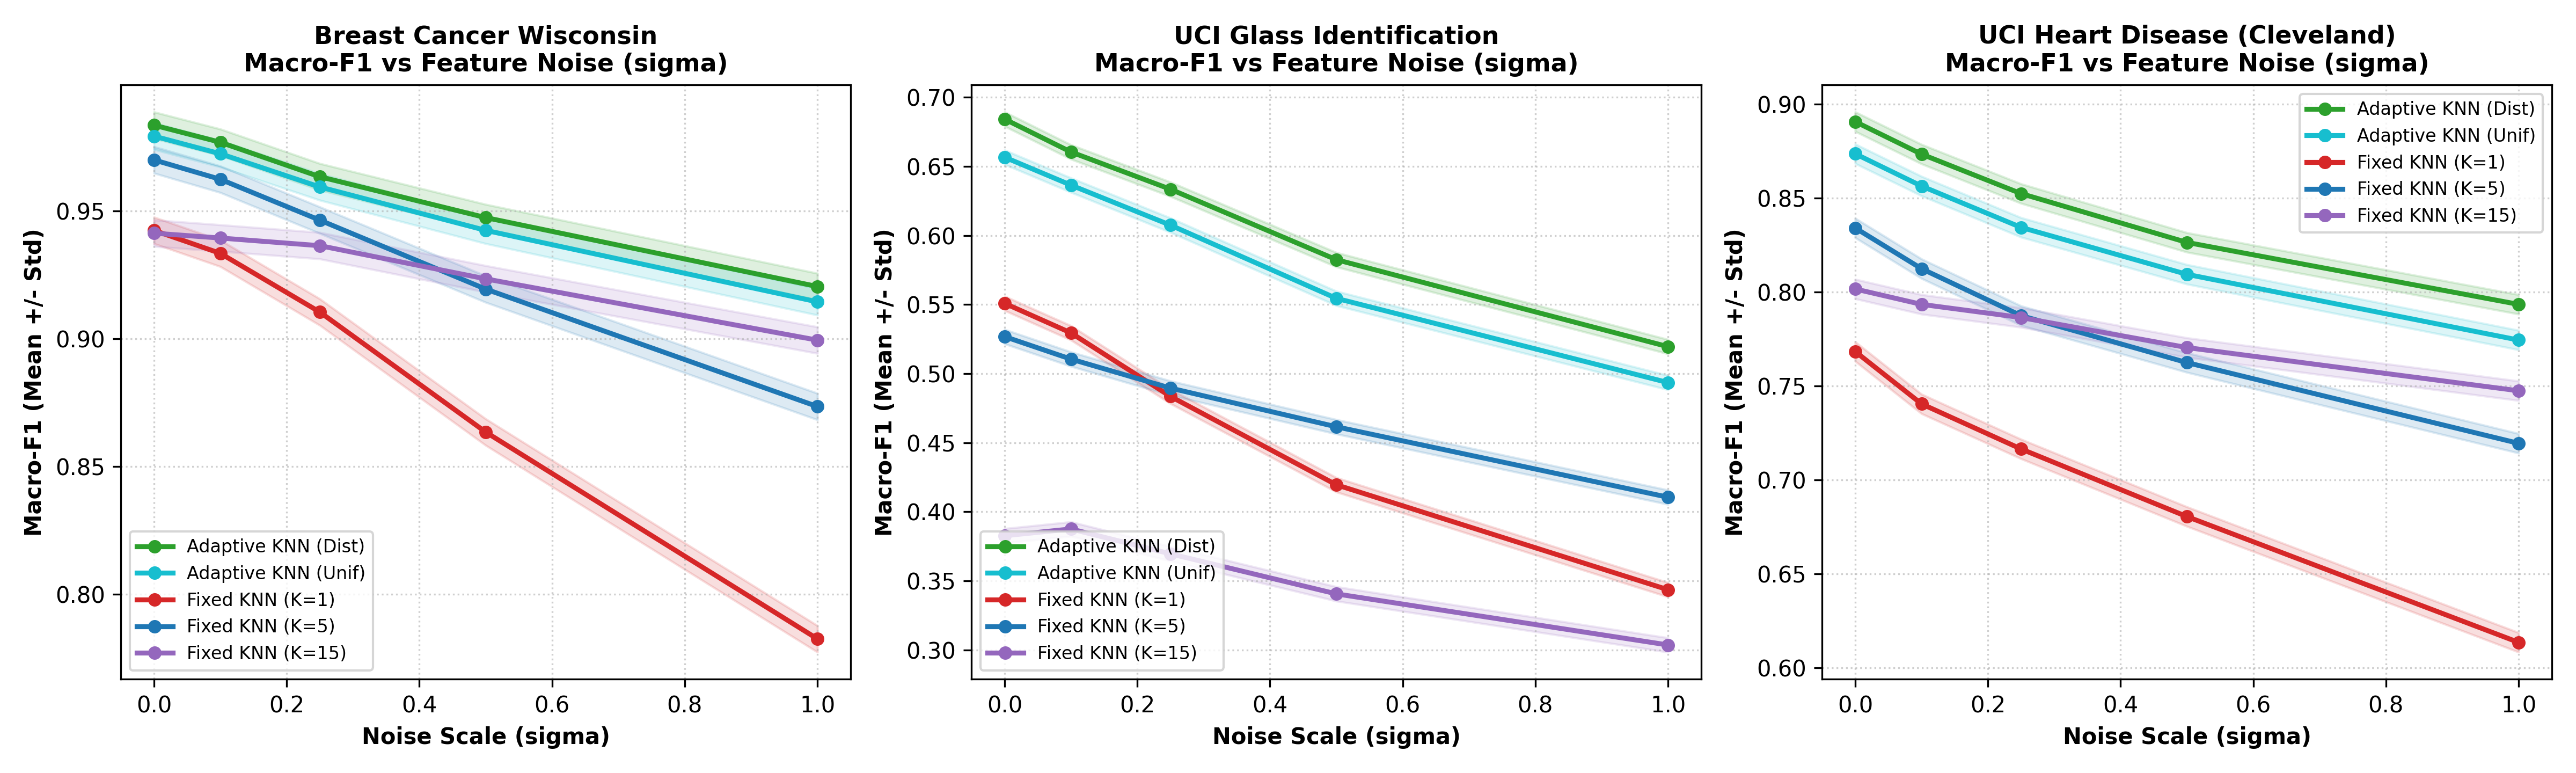 Breast Cancer Wisconsin
Macro-F1 vs Feature Noise (sigma)
Macro-F1 (Mean +/- Std)
0.95
0.90
0.85
0.80
Adaptive KNN (Dist)
Adaptive KNN (Unif)
Fixed KNN (K=1)
Fixed KNN (K=5)
Fixed KNN (K=15)
0.0 0.2 0.4 0.6 0.8 1.0
Noise Scale (sigma)
UCI Glass Identification
Macro-F1 vs Feature Noise (sigma)
Macro-F1 (Mean +/- Std)
0.70
0.65
0.60
0.55
0.50
0.45
0.40
0.35
0.30
Adaptive KNN (Dist)
Adaptive KNN (Unif)
Fixed KNN (K=1)
Fixed KNN (K=5)
Fixed KNN (K=15)
0.0 0.2 0.4 0.6 0.8 1.0
Noise Scale (sigma)
UCI Heart Disease (Cleveland)
Macro-F1 vs Feature Noise (sigma)
Macro-F1 (Mean +/- Std)
0.90
0.85
0.80
0.75
0.70
0.65
0.60
Adaptive KNN (Dist)
Adaptive KNN (Unif)
Fixed KNN (K=1)
Fixed KNN (K=5)
Fixed KNN (K=15)
0.0 0.2 0.4 0.6 0.8 1.0
Noise Scale (sigma)